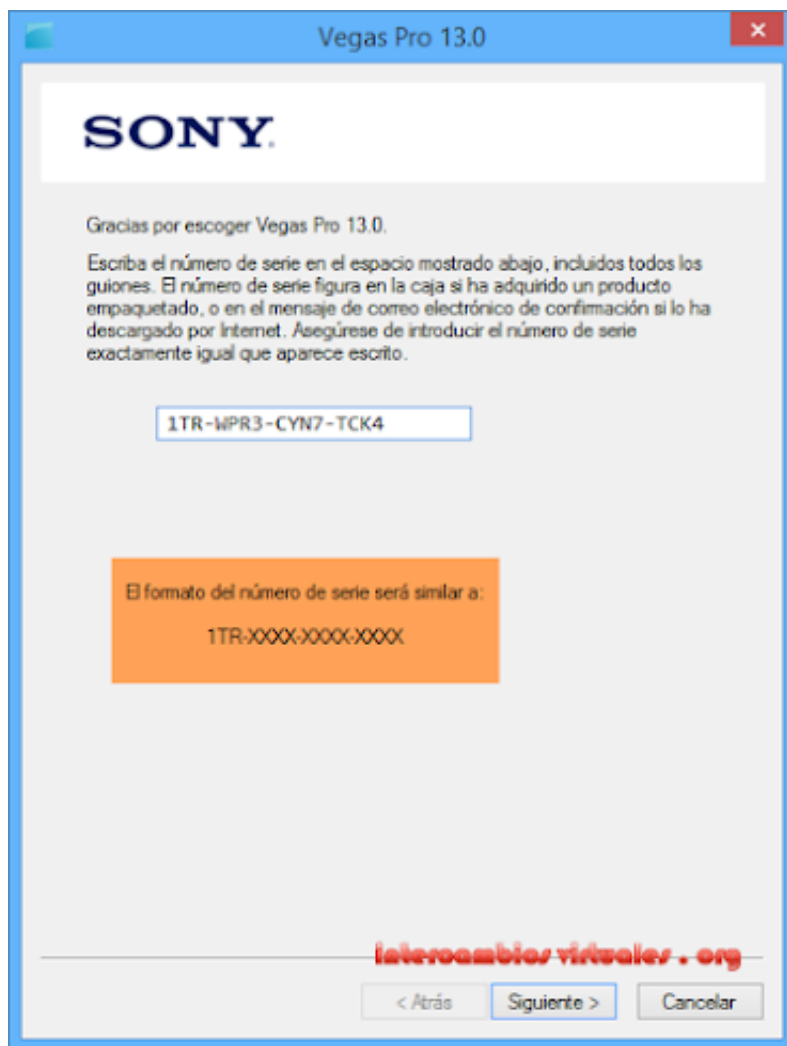 Vegas Pro 13.0
SONY
Gracias por escoger Vegas Pro 13.0.
Escriba el número de serie en el espacio mostrado abajo, incluidos todos los
guiones. El número de serie figura en la caja si ha adquirido un producto
empaquetado, o en el mensaje de correo electrónico de confirmación si lo ha
descargado por Internet. Asegúrese de introducir el número de serie
exactamente igual que aparece escrito.
1TR-WPR3-CYN7-TCK4
El formato del número de serie será similar a:
1TR-XXXX-XXXX-XXXX
intercambios virtuales . org
< Atrás Siguiente > Cancelar